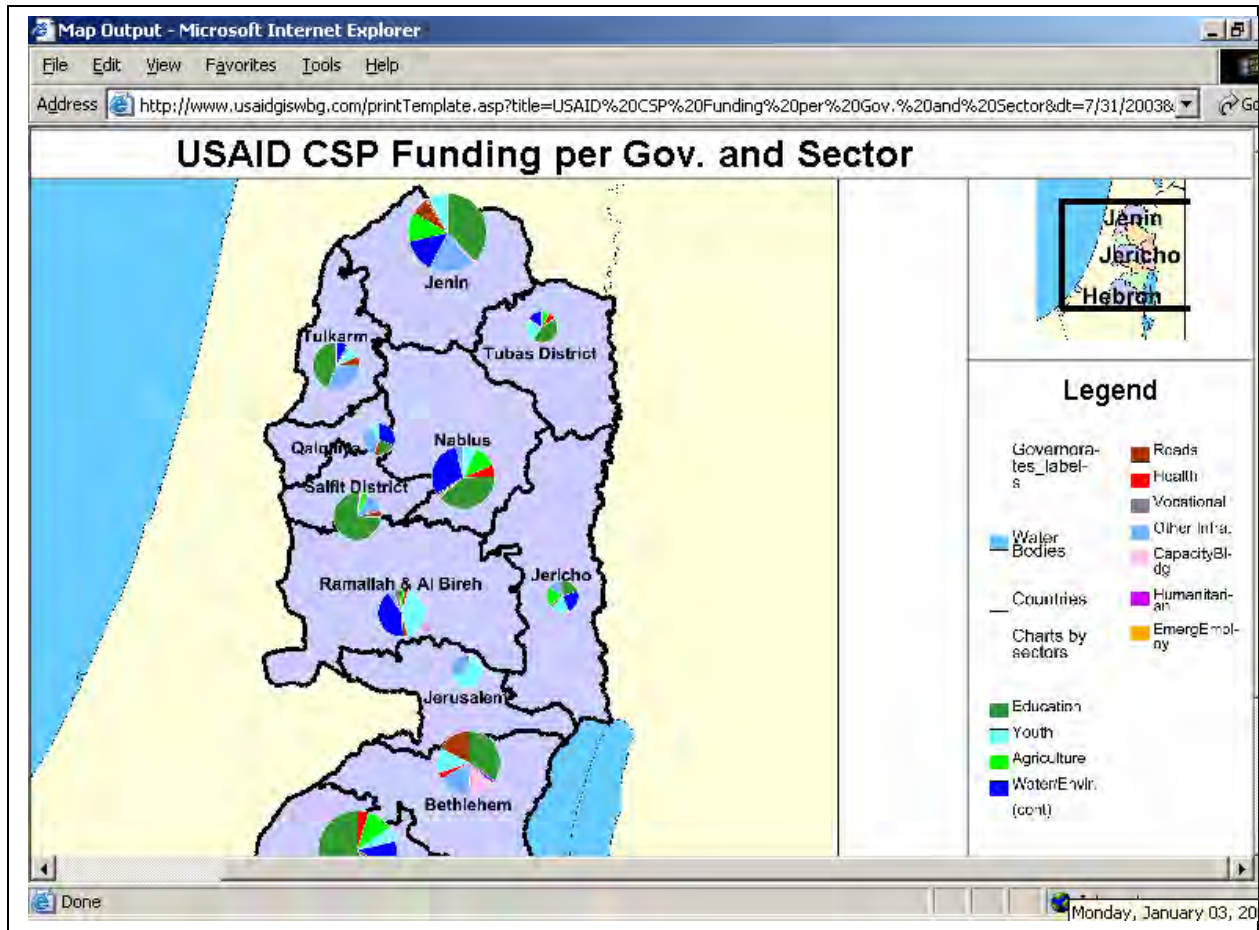 Map Output - Microsoft Internet Explorer
File Edit View Favorites Tools Help
Address http://www.usaidgiswbg.com/printTemplate.asp?title=USAID%20CSP%20Funding%20per%20Gov.%20and%20Sector&dt=7/31/2003& Go
USAID CSP Funding per Gov. and Sector
Jenin
Tubas District
Tulkarm
Nablus
Salfit District
Ramallah & Al Bireh
Jericho
Jerusalem
Bethlehem
Jenin
Jericho
Hebron
Legend
Governora-
tes_label-
s
Water
Bodies
Countries
Charts by
sectors
Education
Youth
Agriculture
Water/Envir.
(cont)
Roads
Health
Vocational
Other Infra.
CapacityBl-
dg
Humanitari-
an
EmergEmpl-
oy
Done
Monday, January 03, 20